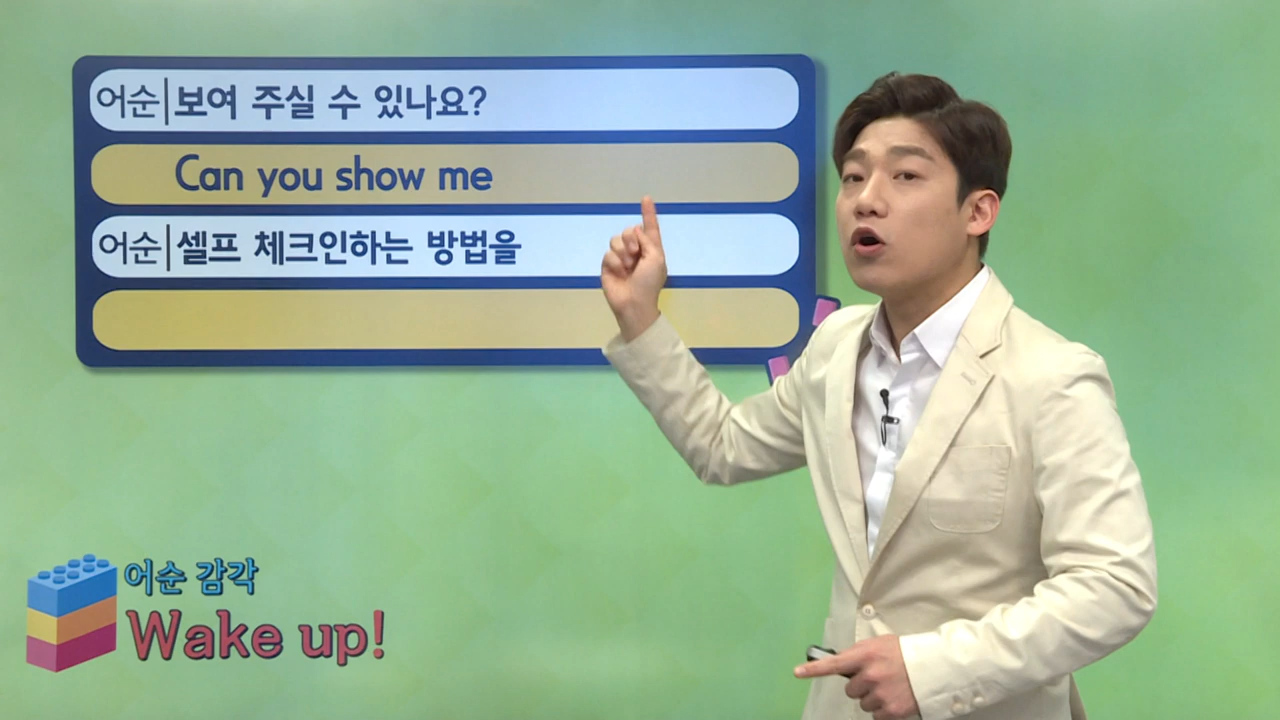 어순|보여 주실 수 있나요?
Can you show me
어순|셀프 체크인하는 방법을
어순 감각
Wake up!